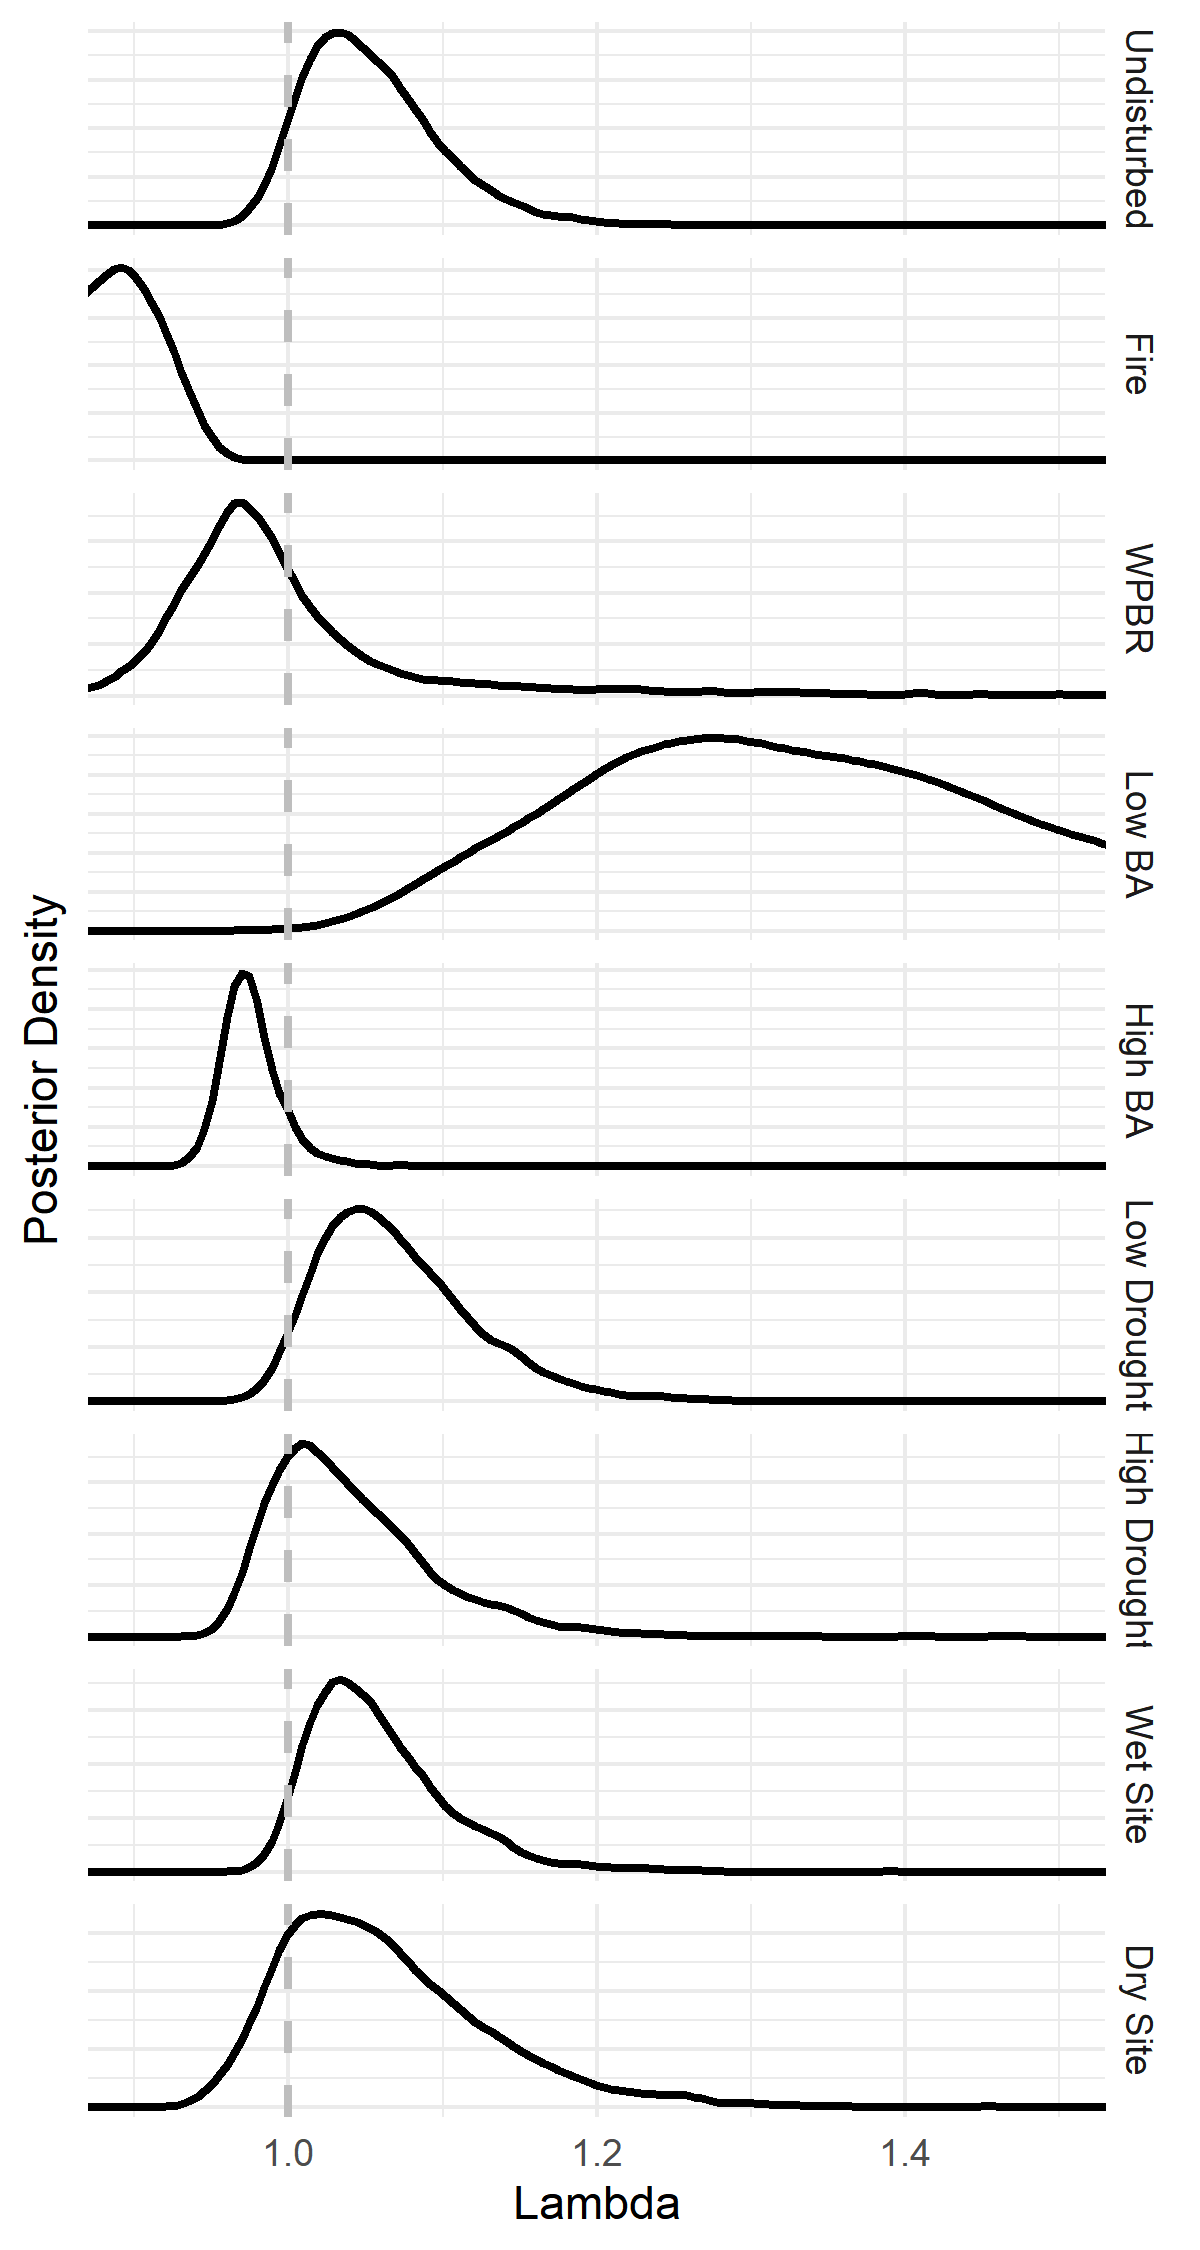 Undisturbed
Fire
WPBR
Low BA
High BA
Low Drought
High Drought
Wet Site
Dry Site
Posterior Density
1.0 1.2 1.4
Lambda